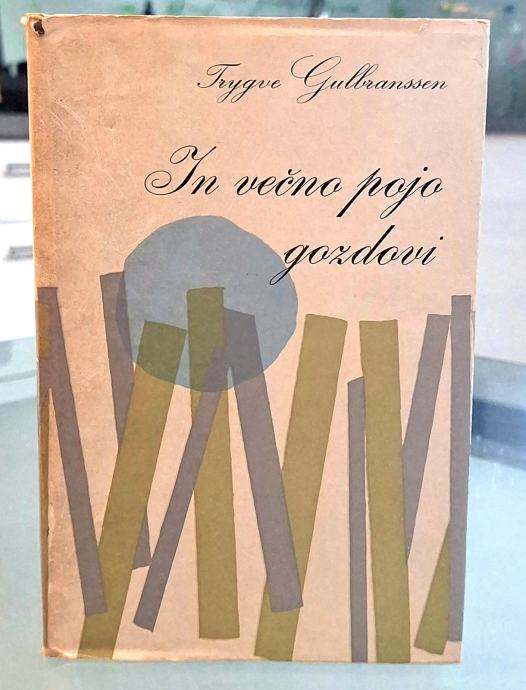 Trygve Gulbranssen
In večno pojo
gozdovi